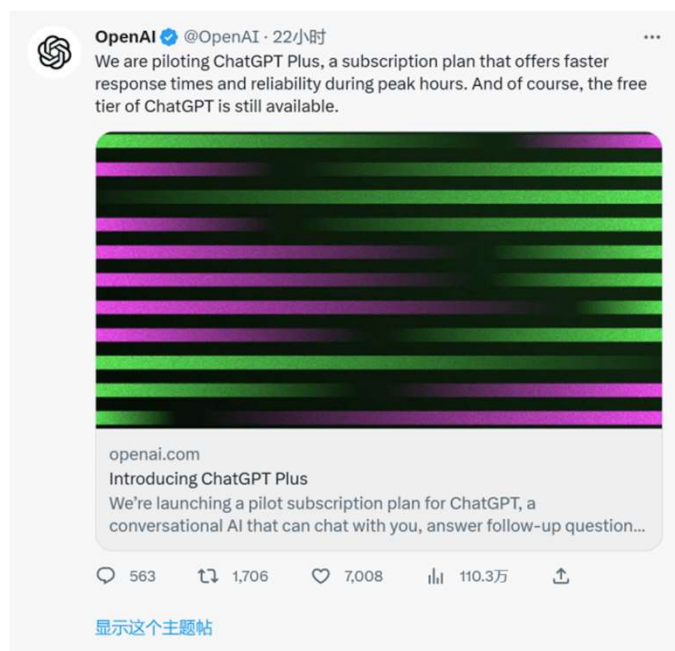 OpenAI @OpenAI · 22小时
We are piloting ChatGPT Plus, a subscription plan that offers faster
response times and reliability during peak hours. And of course, the free
tier of ChatGPT is still available.
openai.com
Introducing ChatGPT Plus
We're launching a pilot subscription plan for ChatGPT, a
conversational AI that can chat with you, answer follow-up question...
563 1,706 7,008 110.3万
显示这个主题帖